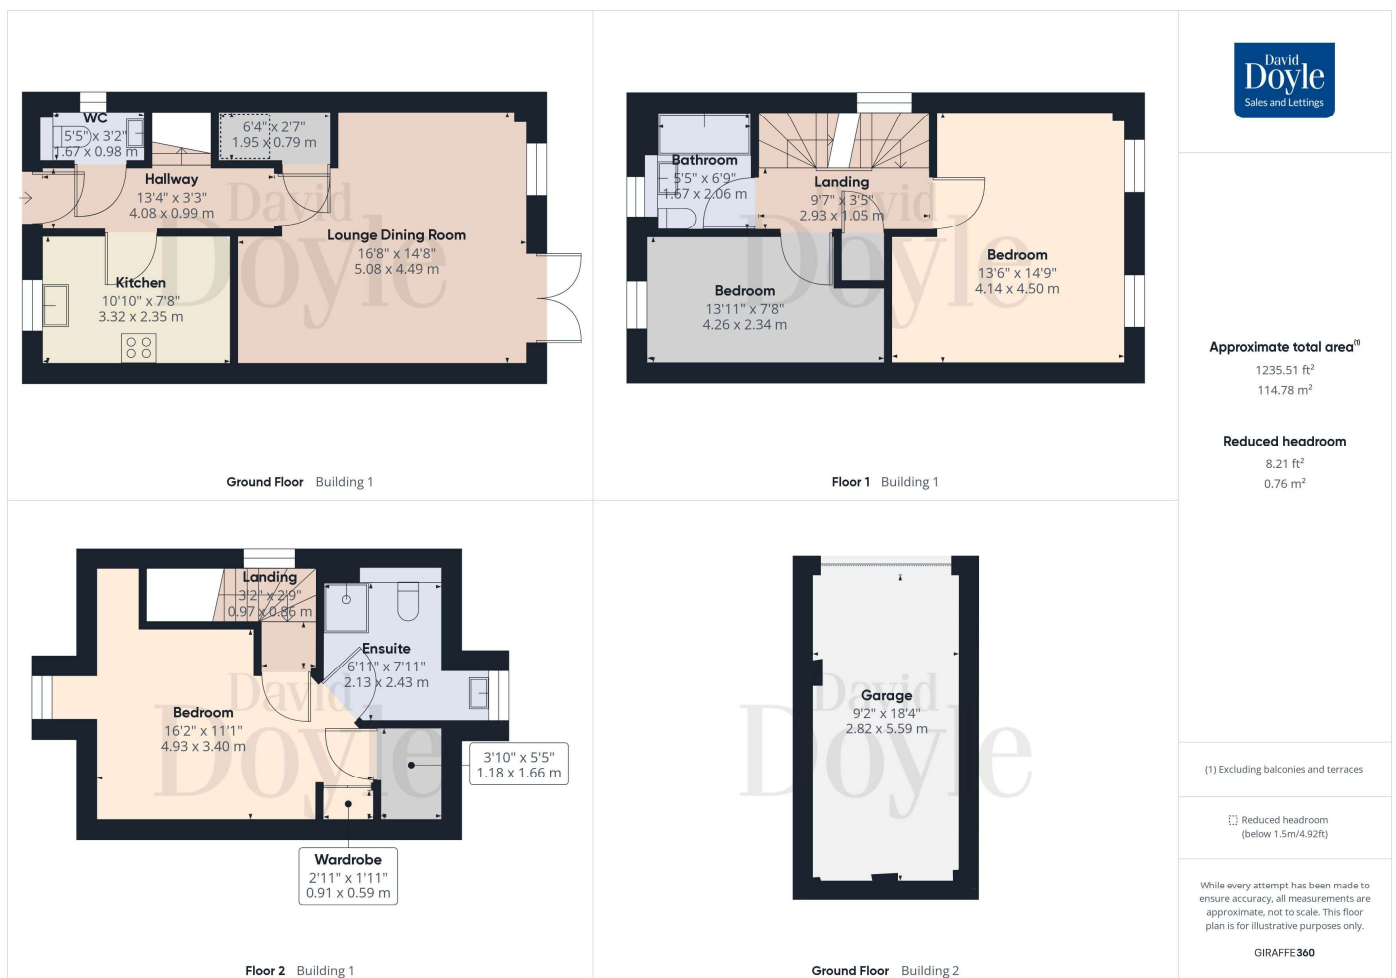 WC
5'5" x 3'2"
1.67 x 0.98 m
6'4" x 2'7"
1.95 x 0.79 m
Hallway
13'4" x 3'3"
4.08 x 0.99 m
Lounge Dining Room
16'8" x 14'8"
5.08 x 4.49 m
Kitchen
10'10" x 7'8"
3.32 x 2.35 m
David
Doyle
Ground Floor Building 1
Bathroom
5'5" x 6'9"
1.67 x 2.06 m
Landing
9'7" x 3'5"
2.93 x 1.05 m
Bedroom
13'6" x 14'9"
4.14 x 4.50 m
Bedroom
13'11" x 7'8"
4.26 x 2.34 m
David
Doyle
Floor 1 Building 1
Landing
3'2" x 2'9"
0.97 x 0.86 m
Ensuite
6'11" x 7'11"
2.13 x 2.43 m
Bedroom
16'2" x 11'1"
4.93 x 3.40 m
3'10" x 5'5"
1.18 x 1.66 m
Wardrobe
2'11" x 1'11"
0.91 x 0.59 m
David
Doyle
Floor 2 Building 1
Garage
9'2" x 18'4"
2.82 x 5.59 m
David
Doyle
Ground Floor Building 2
David
Doyle
Sales and Lettings
Approximate total area(1)
1235.51 ft²
114.78 m²
Reduced headroom
8.21 ft²
0.76 m²
(1) Excluding balconies and terraces
Reduced headroom
(below 1.5m/4.92ft)
While every attempt has been made to
ensure accuracy, all measurements are
approximate, not to scale. This floor
plan is for illustrative purposes only.
GIRAFFE360